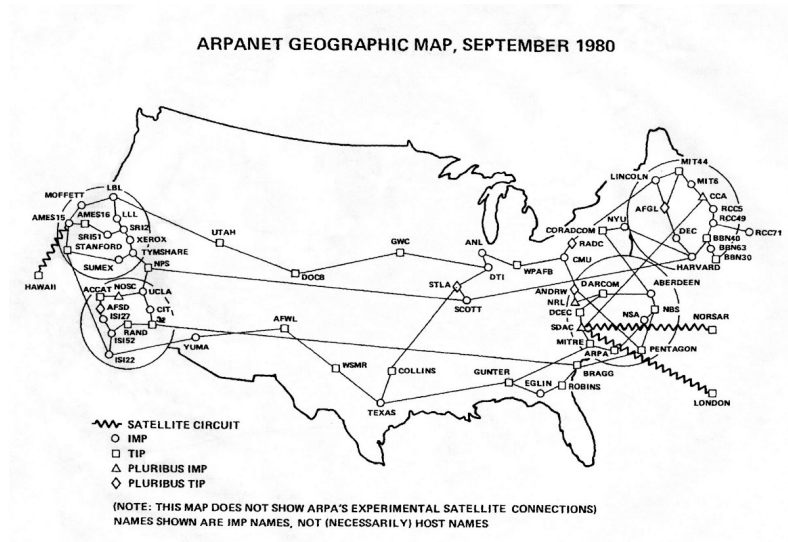 ARPANET GEOGRAPHIC MAP, SEPTEMBER 1980
MIT44
LINCOLN
MIT6
CCA
RCC5
AFGL
RCC49
RCC71
DEC
BBN40
BBN63
BBN30
HARVARD
NYU
CORADCOM
RADC
CMU
MOFFETT
LBL
AMES15
AMES16
LLL
SRI2
SRI51
XEROX
STANFORD
TYMSHARE
SUMEX
NPS
HAWAII
UTAH
GWC
DOCB
ANL
DTI
WPAFB
STLA
SCOTT
ANDRW
DARCOM
ABERDEEN
NRL
DCEC
NSA
NBS
SDAC
NORSAR
MITRE
ARPA
PENTAGON
BRAGG
LONDON
ACCAT
NOSC
UCLA
AFSD
CIT
ISI27
RAND
ISI52
ISI22
YUMA
AFWL
WSMR
COLLINS
TEXAS
GUNTER
EGLIN
ROBINS
SATELLITE CIRCUIT
IMP
TIP
PLURIBUS IMP
PLURIBUS TIP
(NOTE: THIS MAP DOES NOT SHOW ARPA'S EXPERIMENTAL SATELLITE CONNECTIONS)
NAMES SHOWN ARE IMP NAMES, NOT (NECESSARILY) HOST NAMES